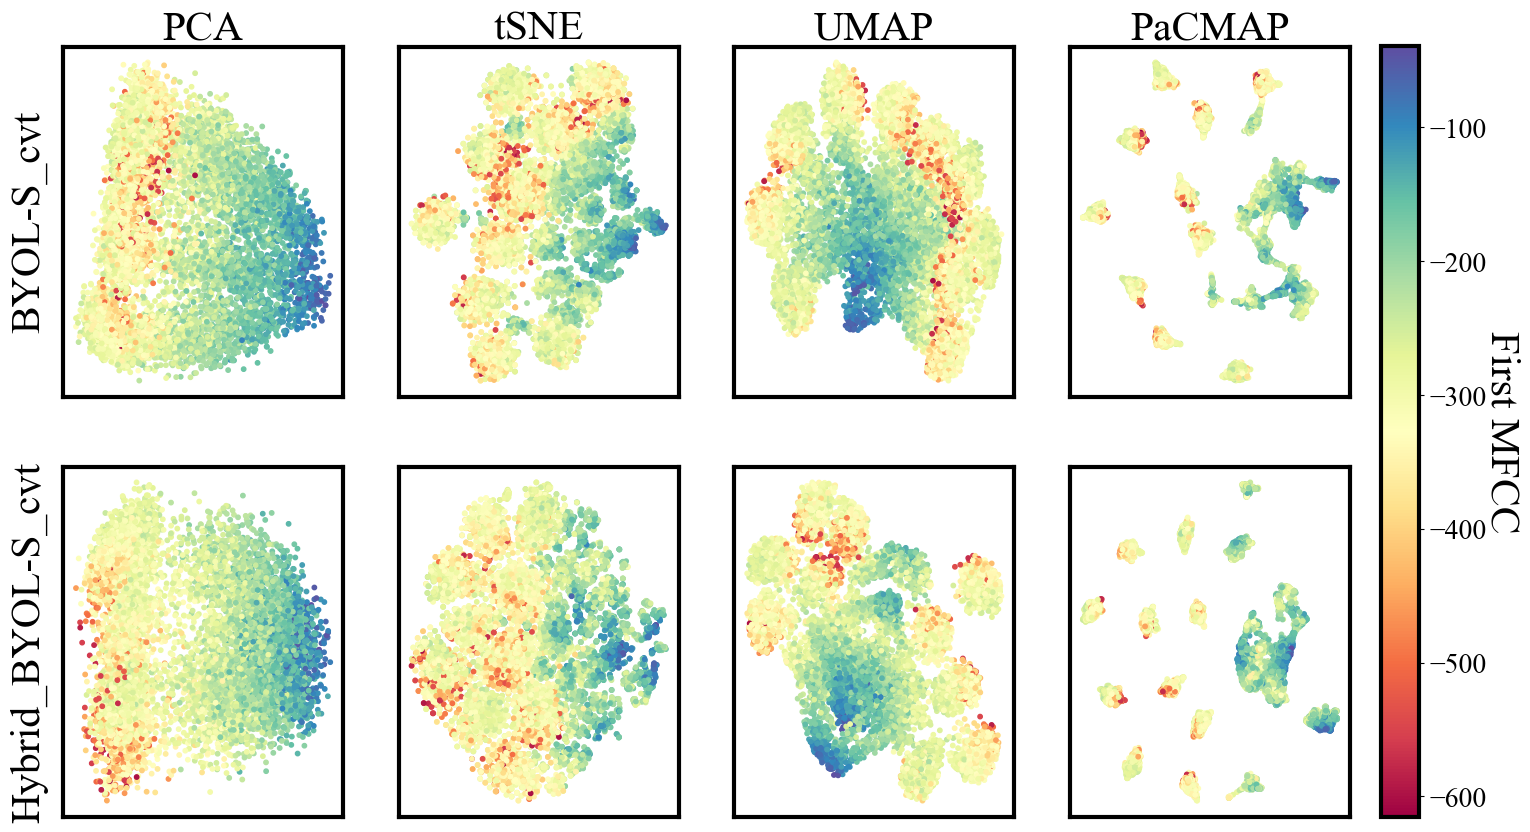 PCA
tSNE
UMAP
PaCMAP
BYOL-S_cvt
Hybrid_BYOL-S_cvt
−100
−200
−300
−400
−500
−600
First MFCC